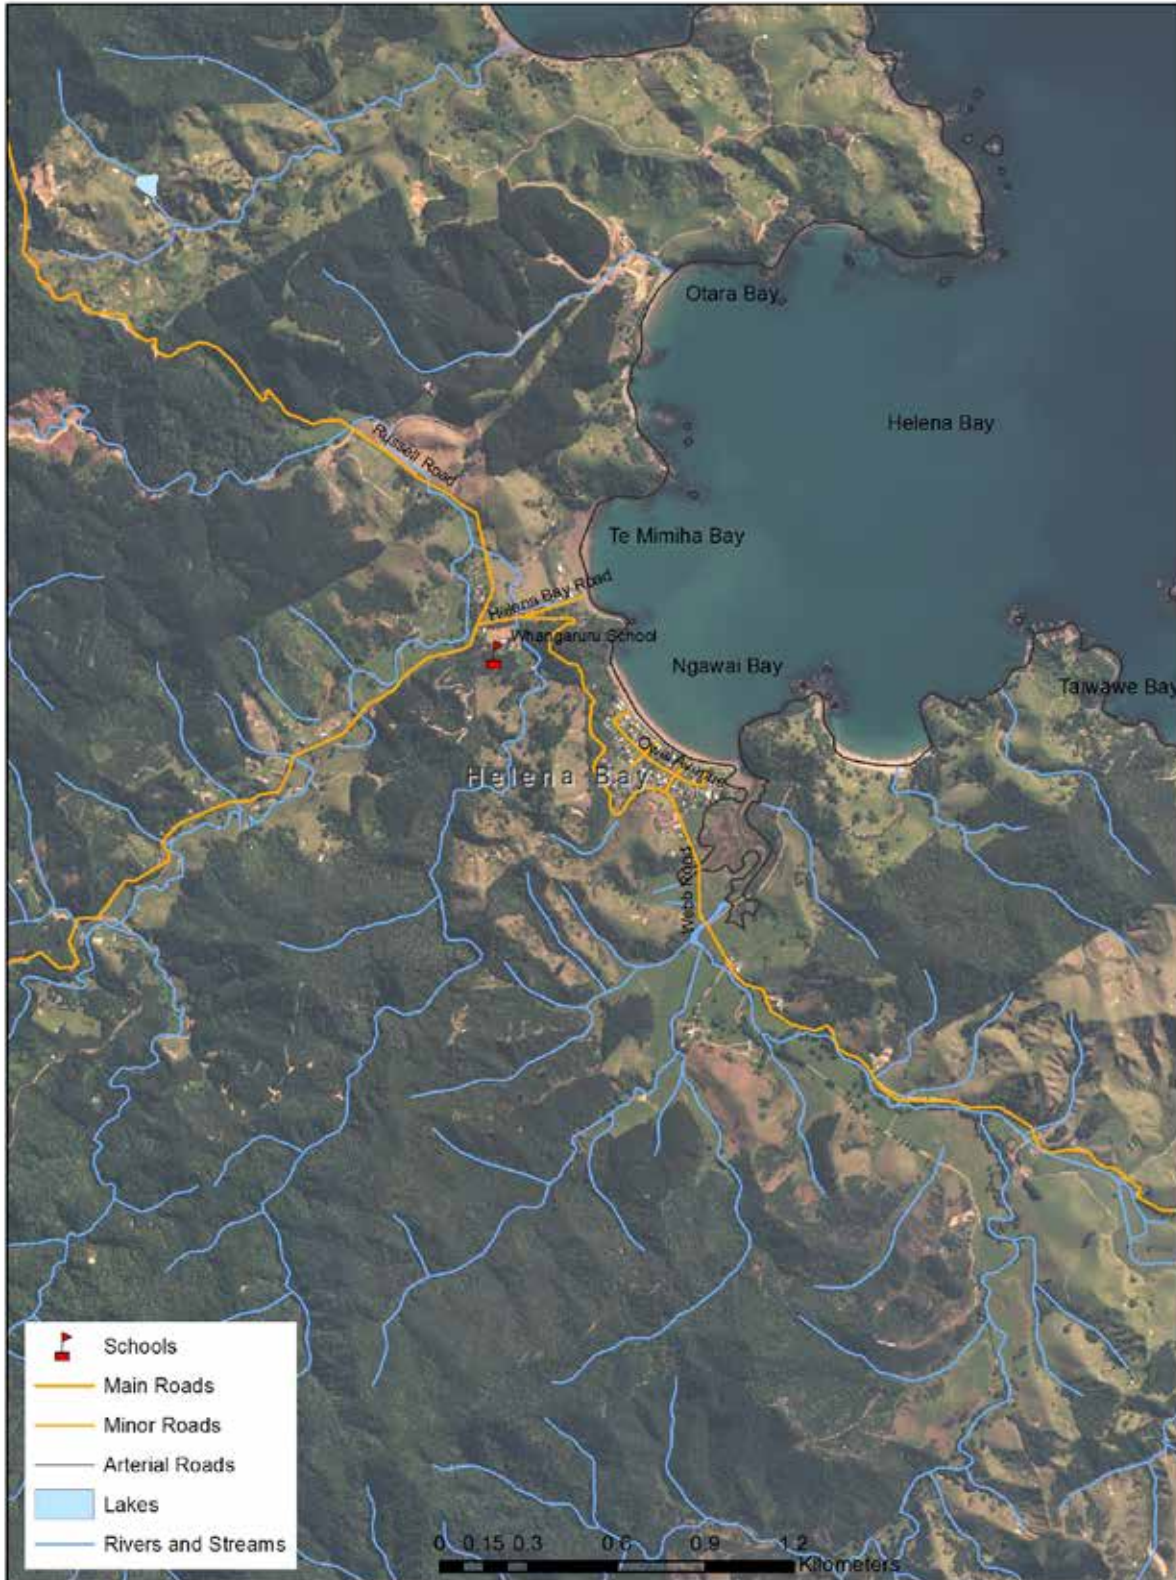 Otara Bay
Helena Bay
Russell Road
Te Mimiha Bay
Helena Bay Road
Whangaruru School
Ngawai Bay
Taiwawe Bay
Helena Bay
Webb Road
Schools
Main Roads
Minor Roads
Arterial Roads
Lakes
Rivers and Streams
0 0.15 0.3 0.6 0.9 1.2
Kilometers